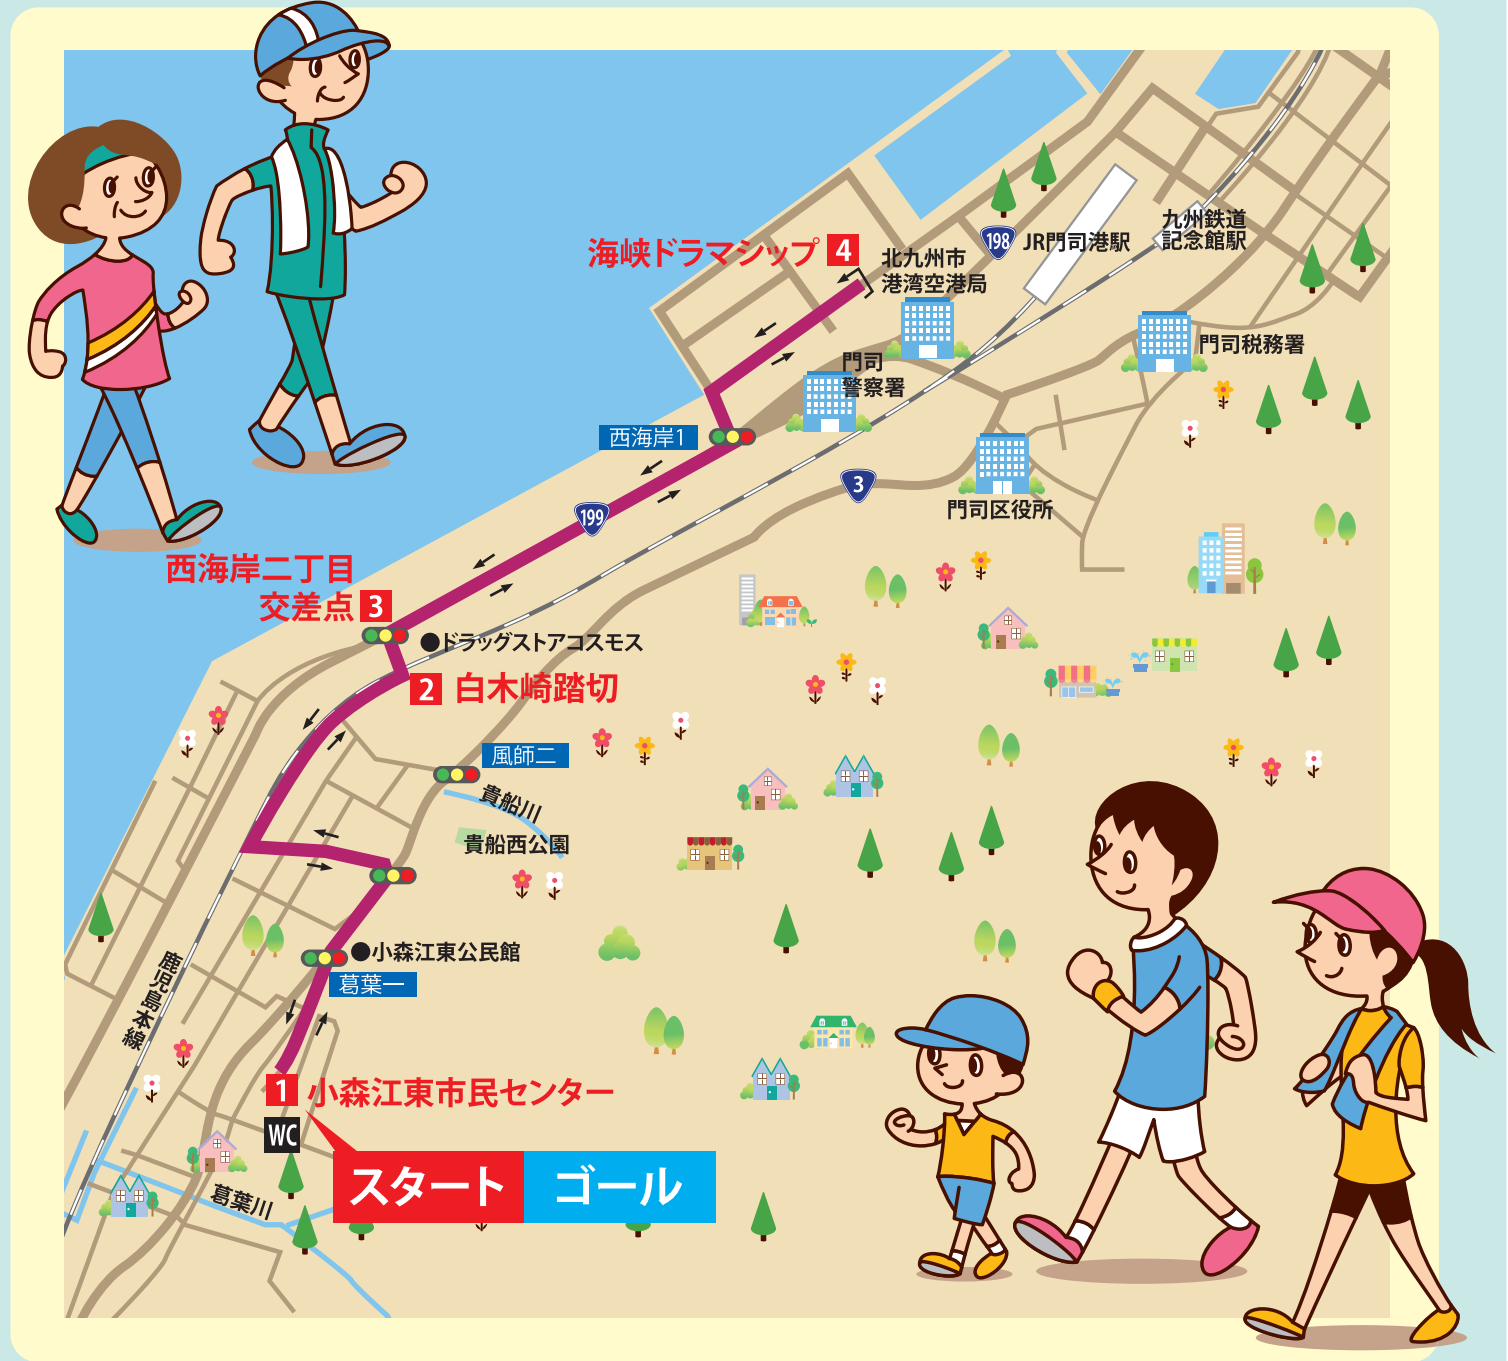 海峡ドラマシップ 4
北九州市
港湾空港局
198
JR門司港駅
九州鉄道
記念館駅
門司税務署
門司
警察署
西海岸1
199
3
門司区役所
西海岸二丁目
交差点 3
ドラッグストアコスモス
2 白木崎踏切
風師二
貴船川
貴船西公園
小森江東公民館
葛葉一
鹿児島本線
1 小森江東市民センター
WC
スタート ゴール
葛葉川